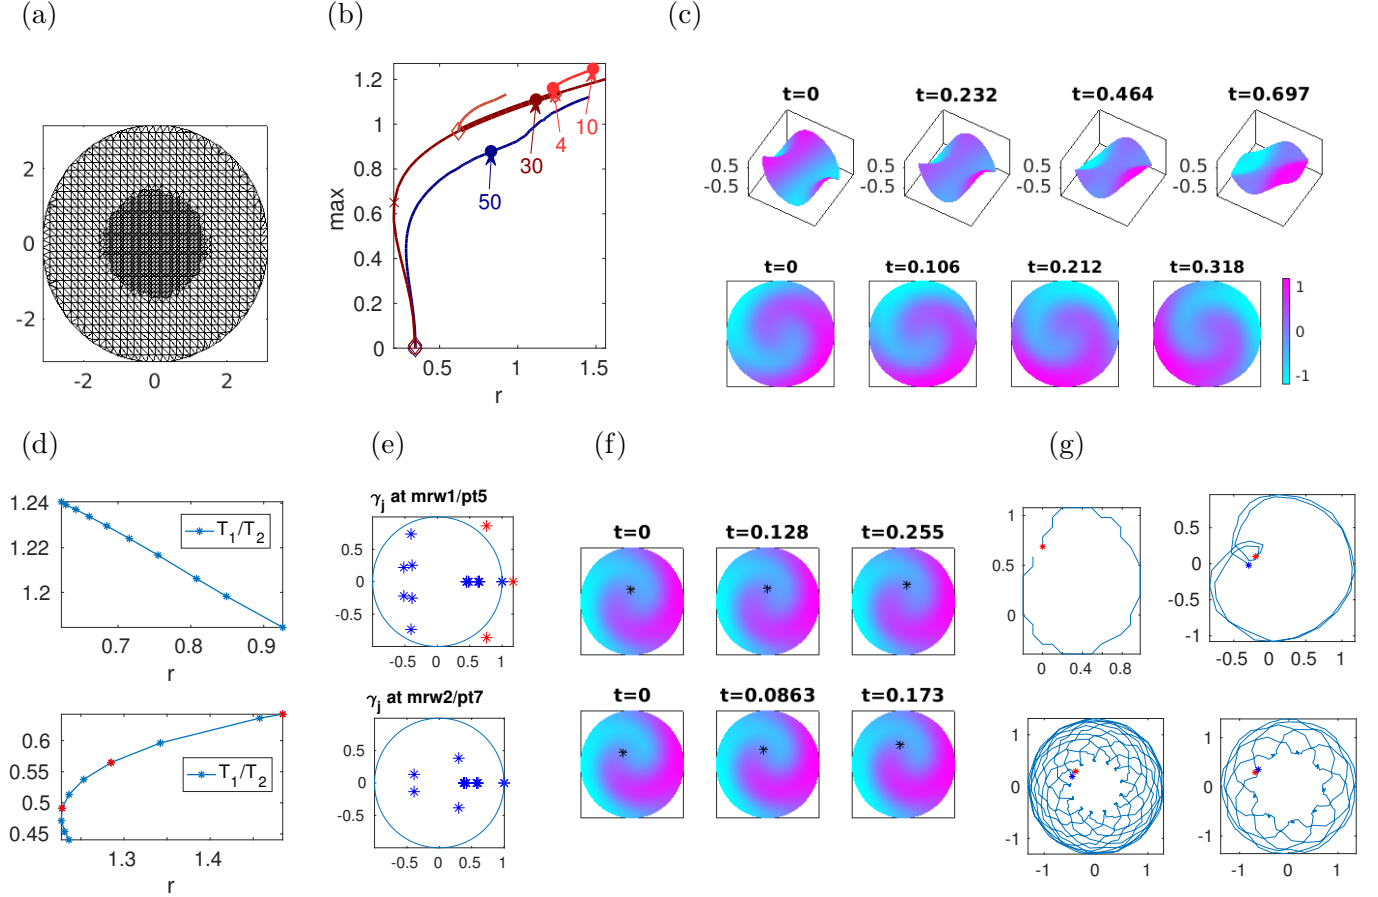 (a)
2
0
-2
-2
0
2
(b)
max
1.2
1
0.8
0.6
0.4
0.2
0
0.5
1
1.5
r
50
30
4
10
(c)
t=0
t=0.232
t=0.464
t=0.697
0.5
-0.5
0.5
-0.5
0.5
-0.5
0.5
-0.5
t=0
t=0.106
t=0.212
t=0.318
1
0
-1
(d)
1.24
1.22
1.2
T1/T2
0.7
0.8
0.9
r
0.6
0.55
0.5
0.45
T1/T2
1.3
1.4
r
(e)
γj at mrw1/pt5
0.5
0
-0.5
-0.5
0
0.5
1
γj at mrw2/pt7
0.5
0
-0.5
-0.5
0
0.5
1
(f)
t=0
t=0.128
t=0.255
t=0
t=0.0863
t=0.173
(g)
1
0.5
0
0
0.4
0.8
0.5
0
-0.5
-1
-0.5
0
0.5
1
1
0
-1
-1
0
1
1
0
-1
-1
0
1